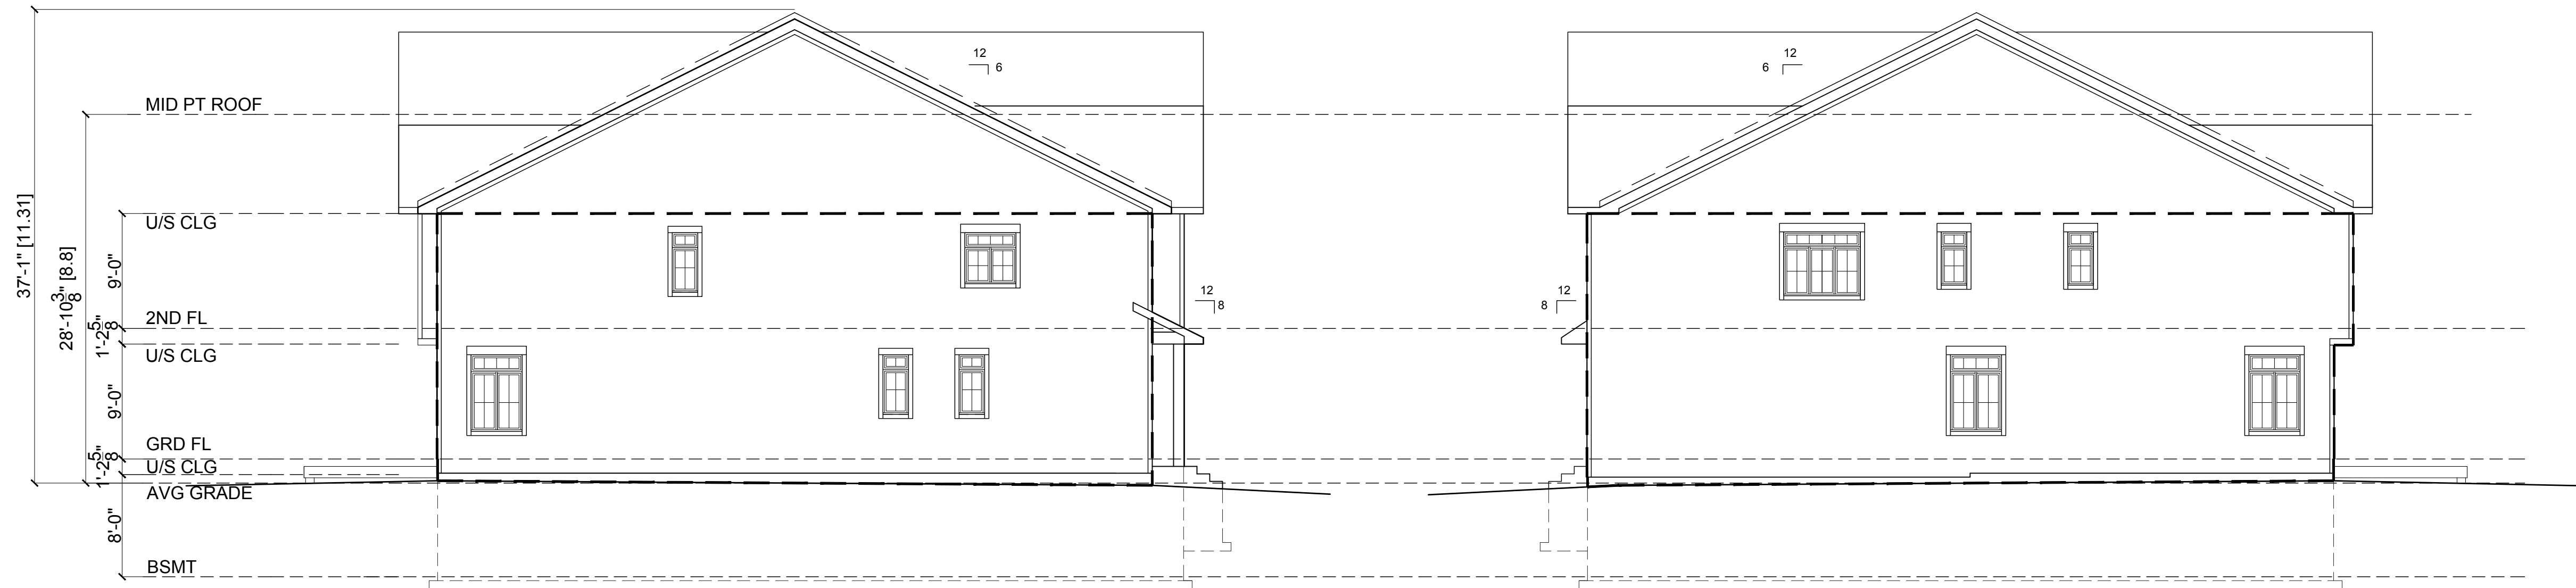 12
6
12
6
MID PT ROOF
37'-1" [11.31]
28'-10 3/8" [8.8]
U/S CLG
9'-0"
12
8
12
8
2ND FL
1'-2 5/8"
U/S CLG
9'-0"
GRD FL
1'-2 5/8"
U/S CLG
AVG GRADE
8'-0"
BSMT